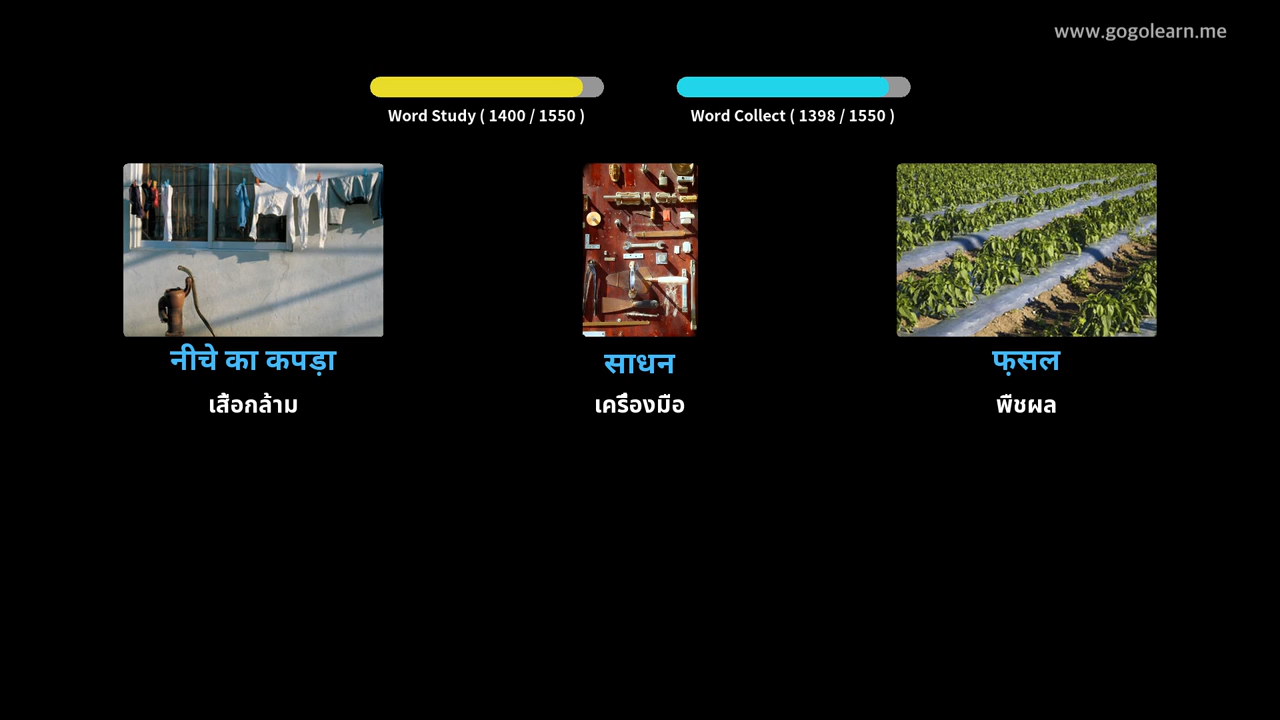 www.gogolearn.me
Word Study ( 1400 / 1550 )
Word Collect ( 1398 / 1550 )
नीचे का कपड़ा
साधन
फ़सल
เสื้อกล้าม
เครื่องมือ
พืชผล